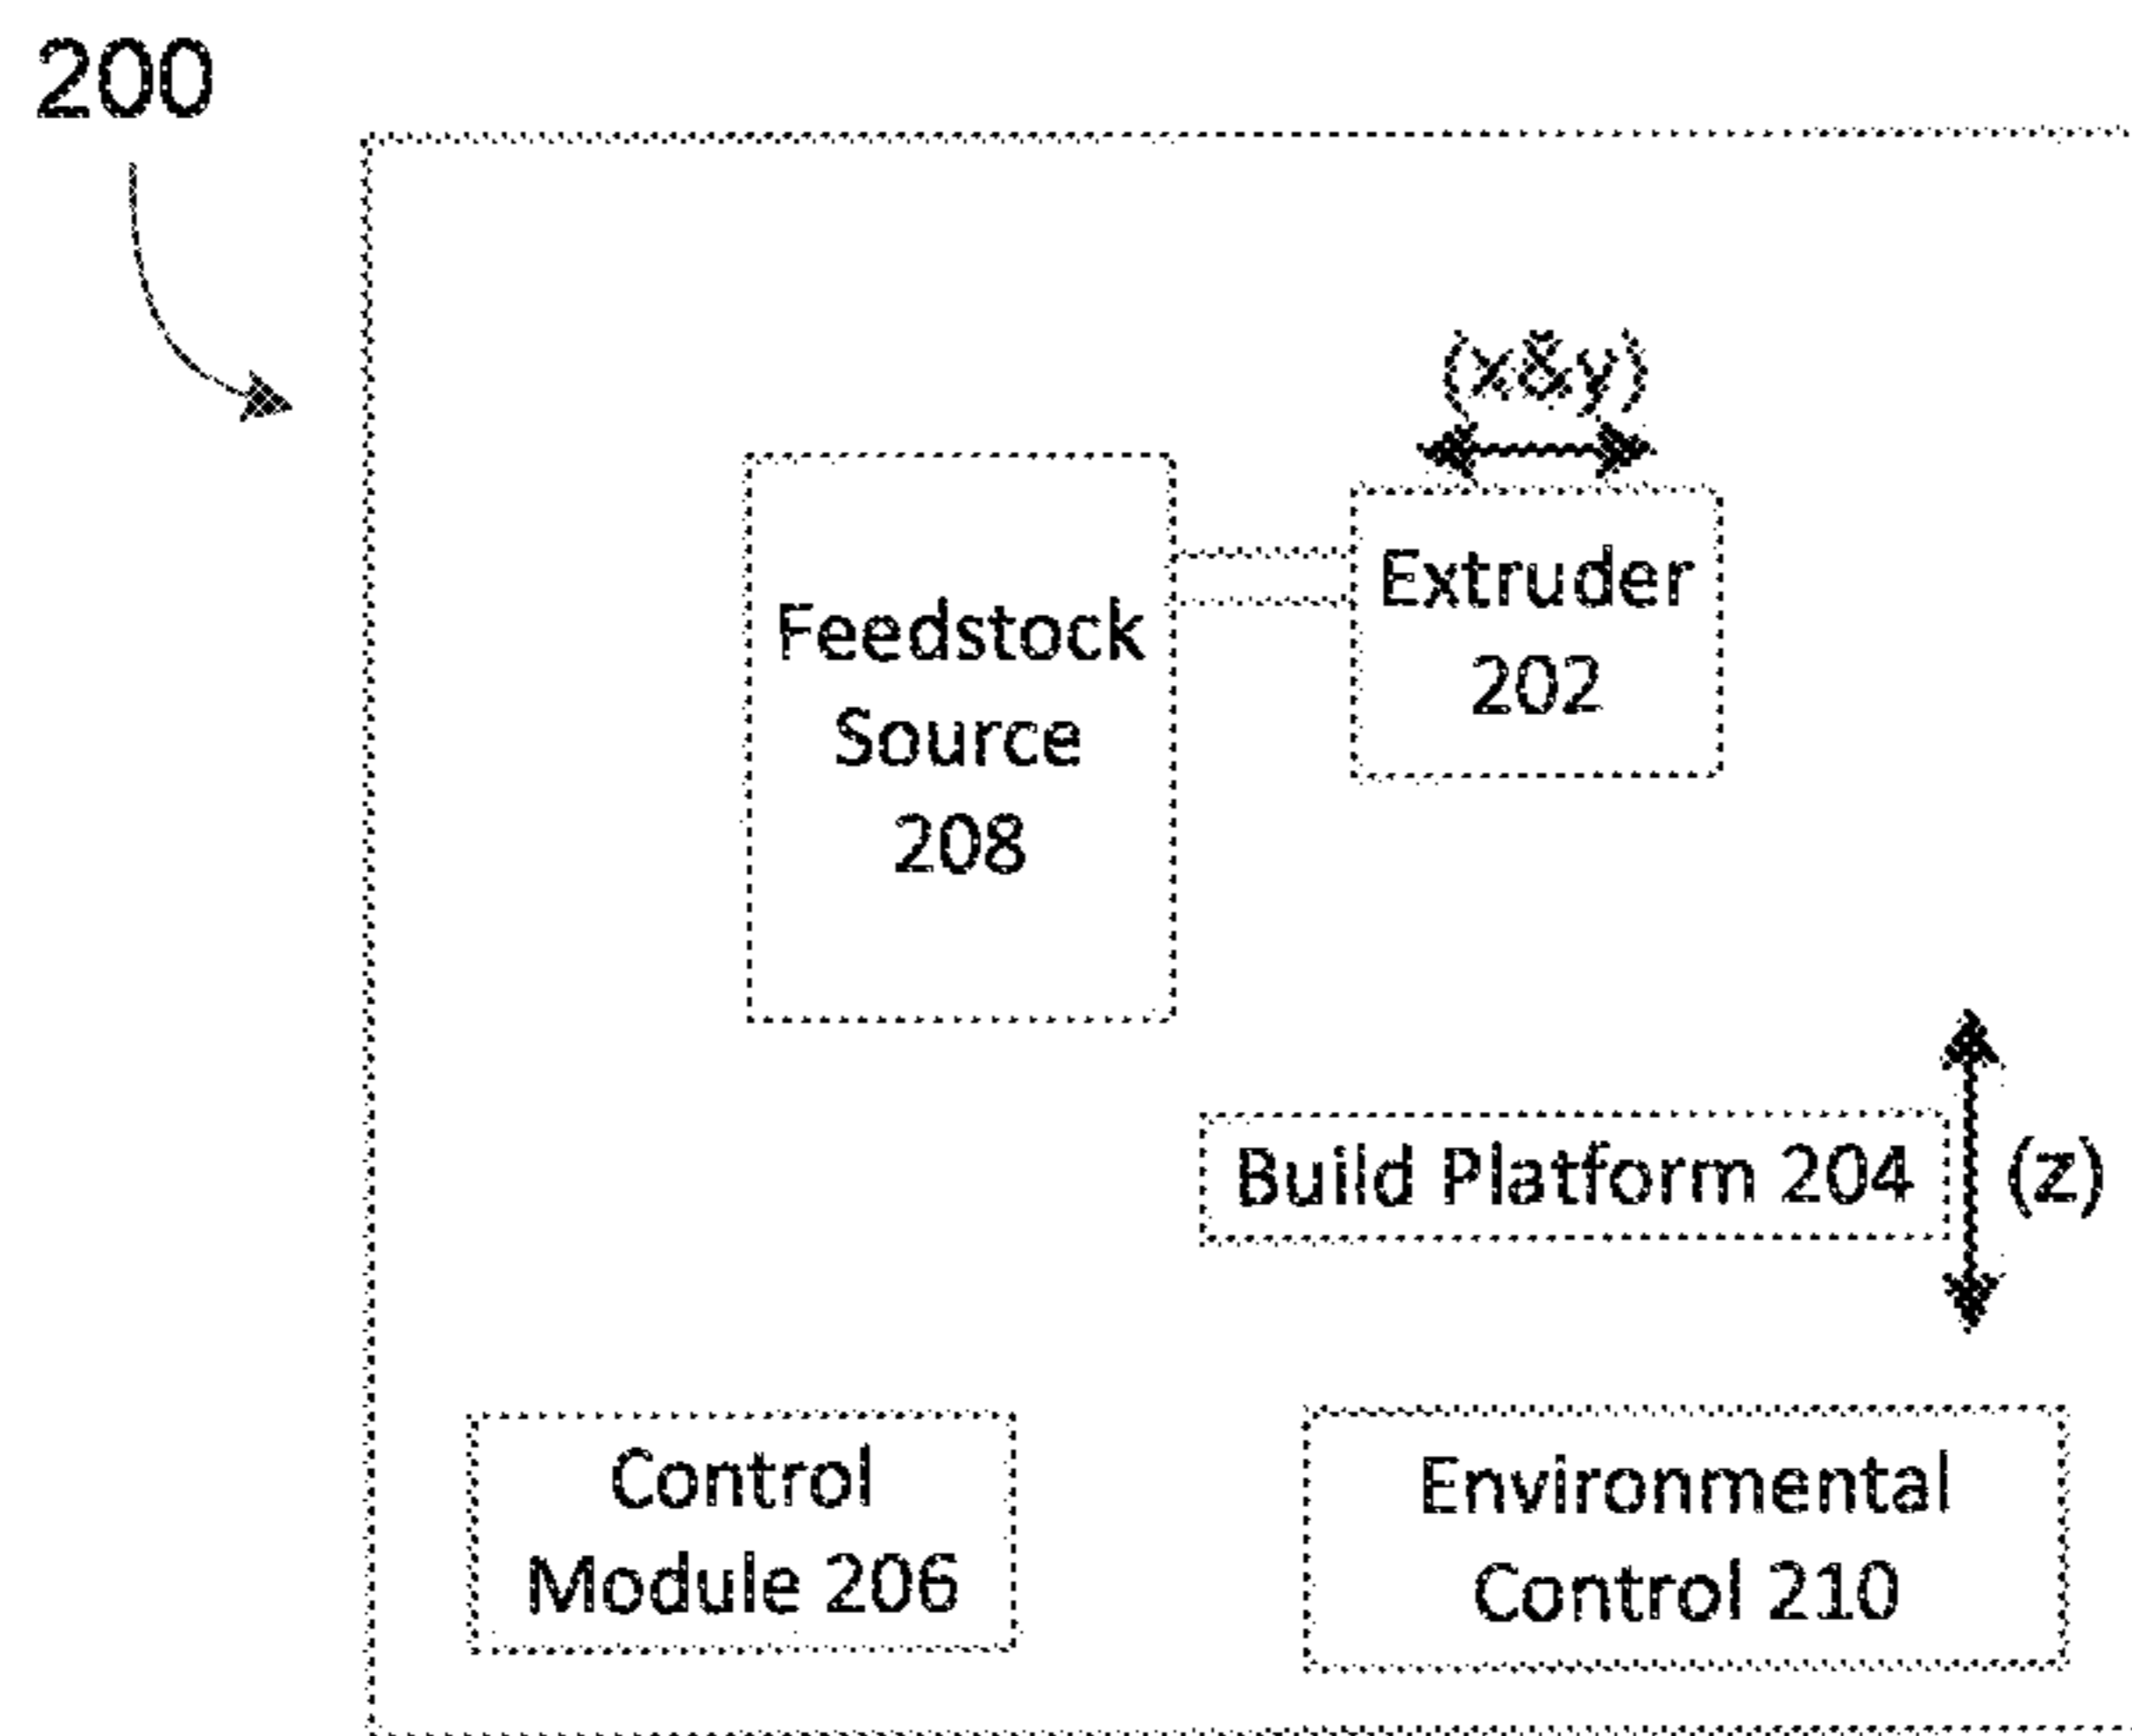 200
(x&y)
Extruder
202
Feedstock
Source
208
Build Platform 204
(z)
Control
Module 206
Environmental
Control 210